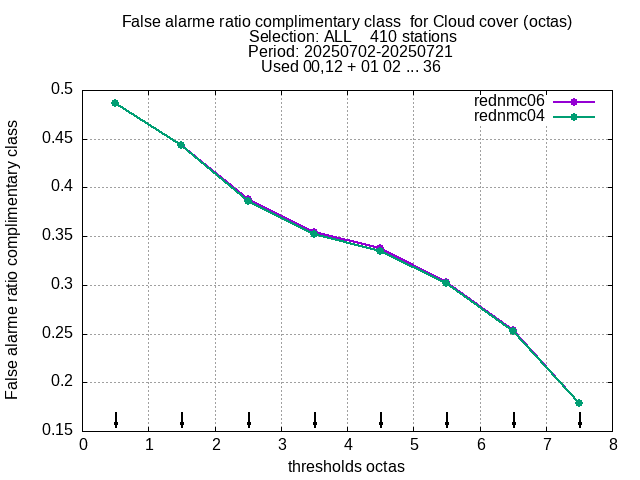 False alarme ratio complimentary class  for Cloud cover (octas)
Selection: ALL    410 stations
Period: 20250702-20250721
Used 00,12 + 01 02 ... 36
rednmc06
rednmc04
False alarme ratio complimentary class
0.5
0.45
0.4
0.35
0.3
0.25
0.2
0.15
0 1 2 3 4 5 6 7 8
thresholds octas